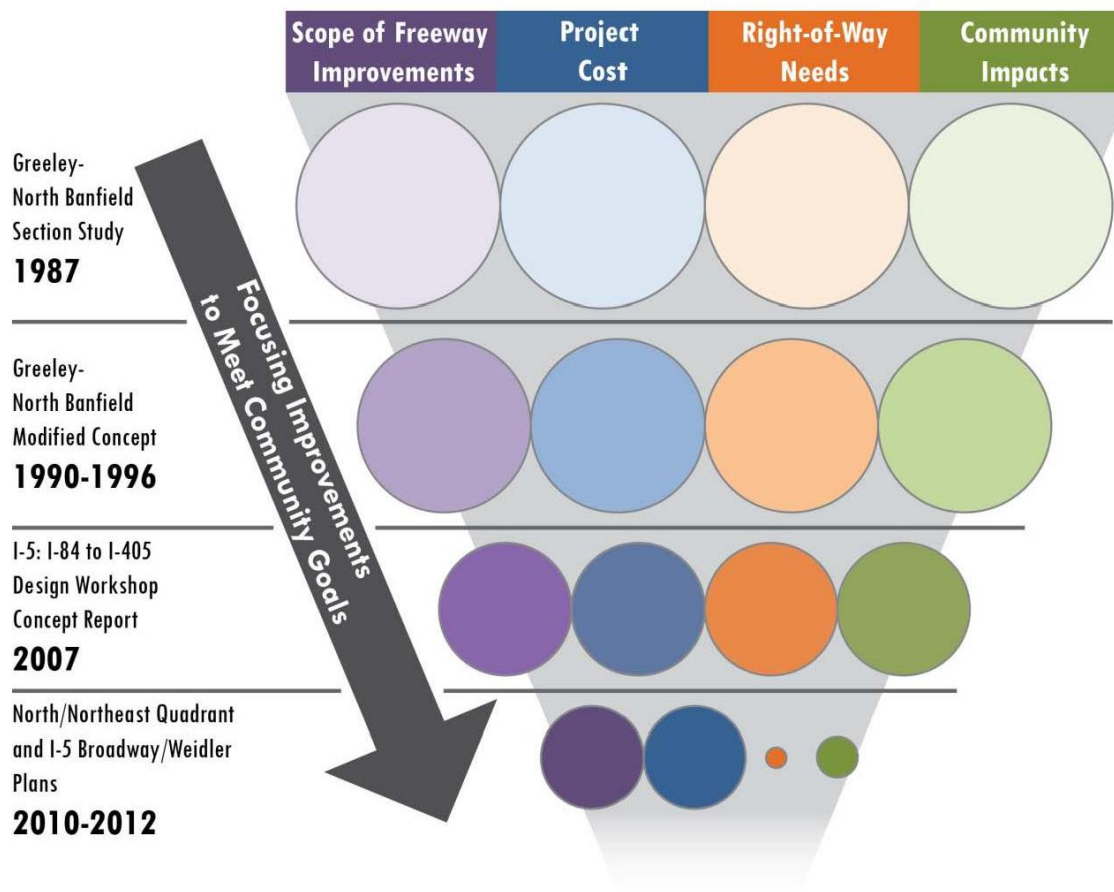 Scope of Freeway
Improvements
Project
Cost
Right-of-Way
Needs
Community
Impacts
Greeley-
North Banfield
Section Study
1987
Focusing Improvements
to Meet Community Goals
Greeley-
North Banfield
Modified Concept
1990-1996
I-5: I-84 to I-405
Design Workshop
Concept Report
2007
North/Northeast Quadrant
and I-5 Broadway/Weidler
Plans
2010-2012